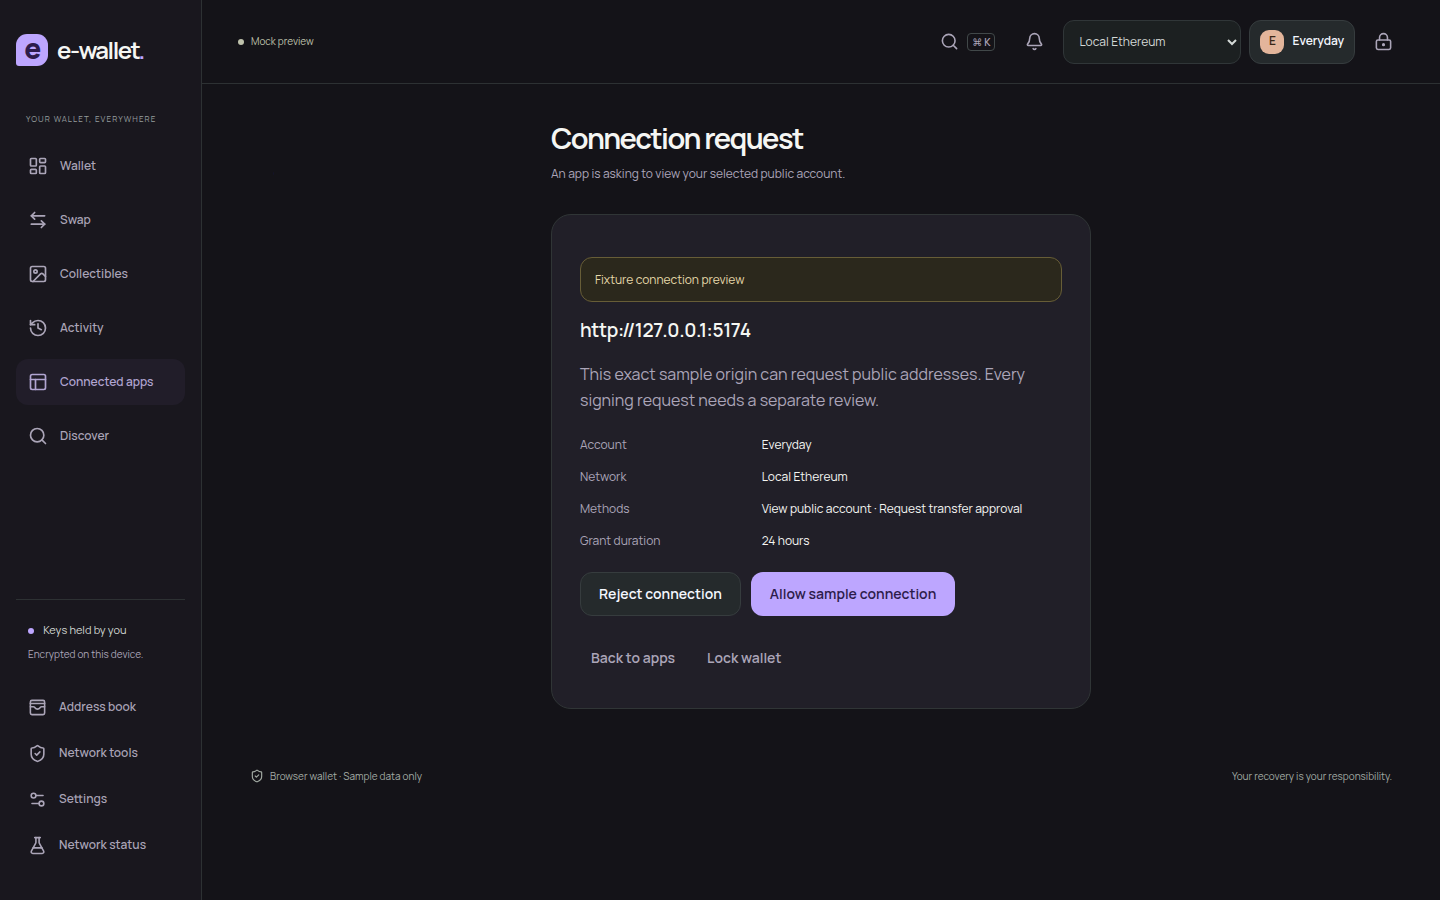 e e-wallet.
YOUR WALLET, EVERYWHERE
Wallet
Swap
Collectibles
Activity
Connected apps
Discover
Keys held by you
Encrypted on this device.
Address book
Network tools
Settings
Network status
Mock preview
⌘ K
Local Ethereum
E Everyday
Connection request
An app is asking to view your selected public account.
Fixture connection preview
http://127.0.0.1:5174
This exact sample origin can request public addresses. Every
signing request needs a separate review.
Account Everyday
Network Local Ethereum
Methods View public account · Request transfer approval
Grant duration 24 hours
Reject connection Allow sample connection
Back to apps Lock wallet
Browser wallet · Sample data only
Your recovery is your responsibility.